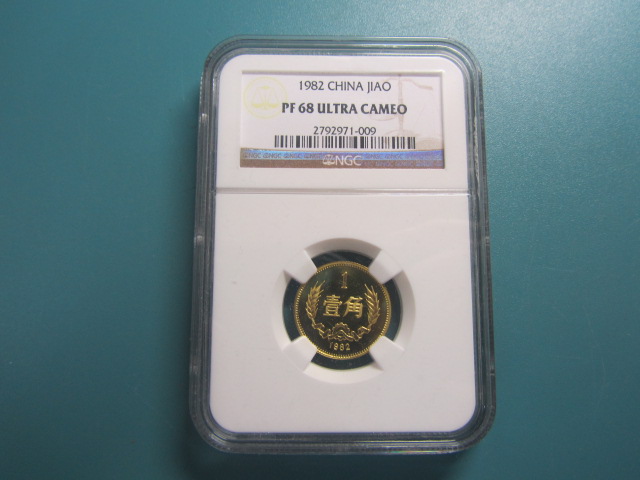 1982 CHINA JIAO
PF 68 ULTRA CAMEO
2792971-009
NGC
1
壹角
1982